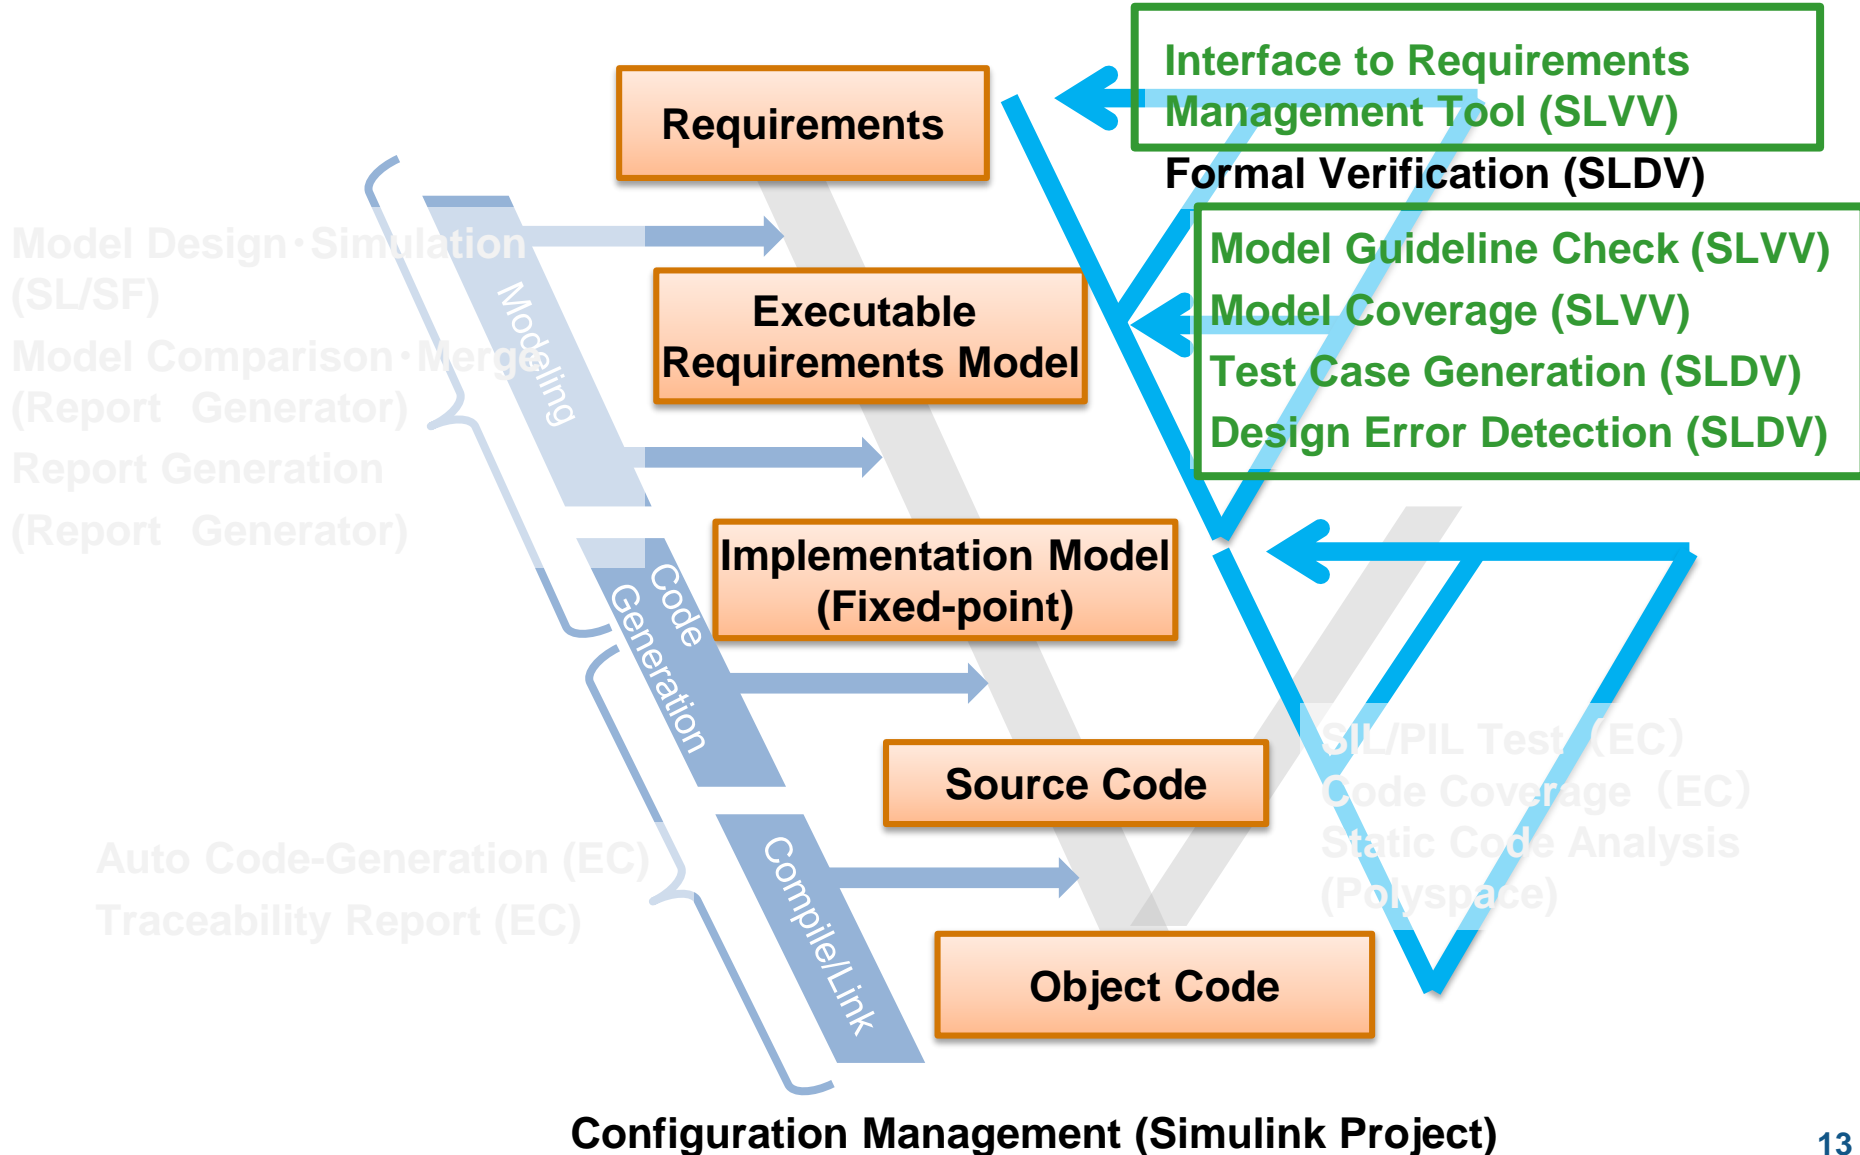 Interface to Requirements
Management Tool (SLVV)
Requirements
Formal Verification (SLDV)
Model Design・Simulation
(SL/SF)
Model Comparison・Merge
(Report Generator)
Report Generation
(Report Generator)
Modeling
Executable
Requirements Model
Model Guideline Check (SLVV)
Model Coverage (SLVV)
Test Case Generation (SLDV)
Design Error Detection (SLDV)
Implementation Model
(Fixed-point)
Code
Generation
Source Code
SIL/PIL Test（EC）
Code Coverage（EC）
Static Code Analysis
(Polyspace)
Auto Code-Generation (EC)
Traceability Report (EC)
Compile/Link
Object Code
Configuration Management (Simulink Project)
13